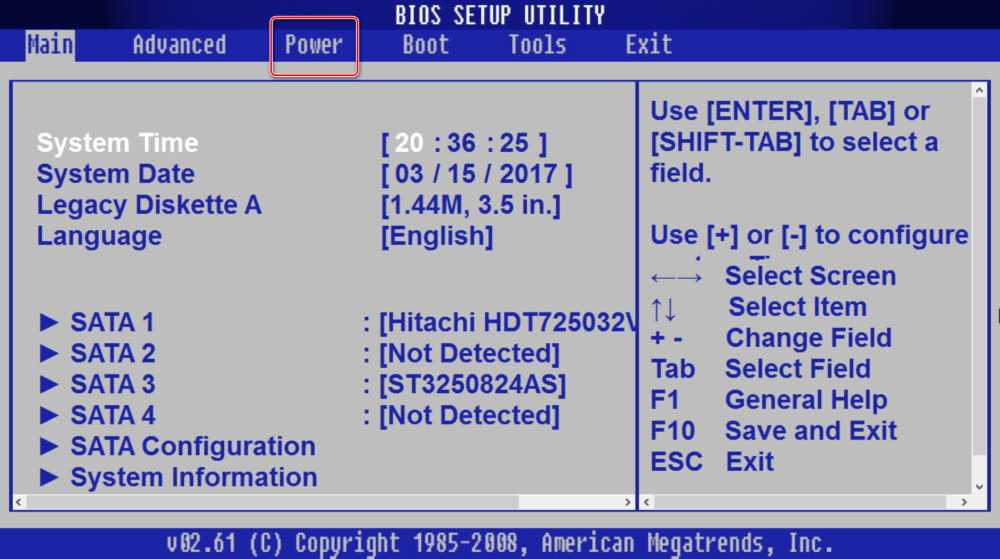 BIOS SETUP UTILITY
Main Advanced Power Boot Tools Exit
System Time [ 20 : 36 : 25 ]
System Date [ 03 / 15 / 2017 ]
Legacy Diskette A [1.44M, 3.5 in.]
Language [English]
► SATA 1 : [Hitachi HDT725032V
► SATA 2 : [Not Detected]
► SATA 3 : [ST3250824AS]
► SATA 4 : [Not Detected]
► SATA Configuration
► System Information
Use [ENTER], [TAB] or
[SHIFT-TAB] to select a
field.
Use [+] or [-] to configure
←→ Select Screen
↑↓ Select Item
+ - Change Field
Tab Select Field
F1 General Help
F10 Save and Exit
ESC Exit
v02.61 (C) Copyright 1985-2008, American Megatrends, Inc.